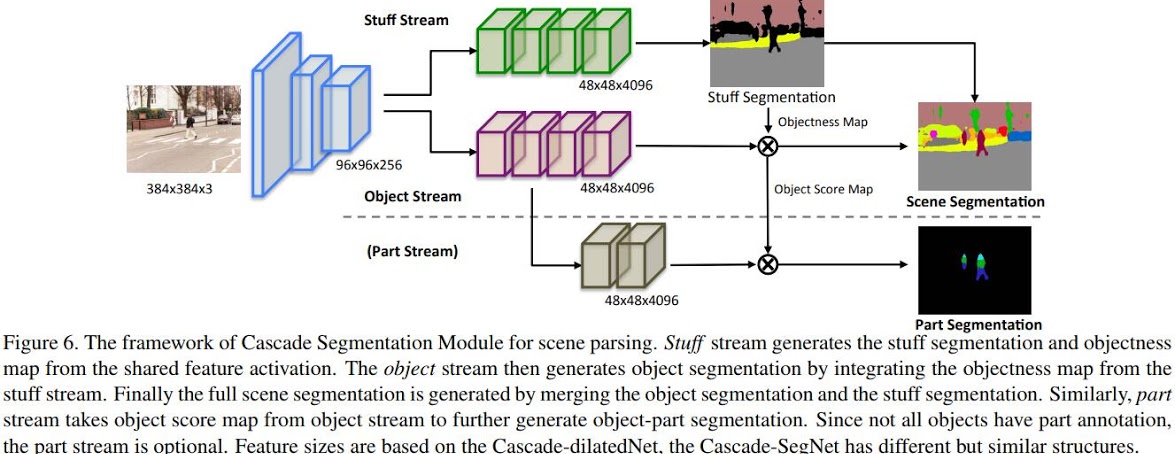 Stuff Stream
48x48x4096
Stuff Segmentation
Objectness Map
96x96x256
384x384x3
48x48x4096
Object Stream
Object Score Map
Scene Segmentation
(Part Stream)
48x48x4096
Part Segmentation
Figure 6. The framework of Cascade Segmentation Module for scene parsing. Stuff stream generates the stuff segmentation and objectness
map from the shared feature activation. The object stream then generates object segmentation by integrating the objectness map from the
stuff stream. Finally the full scene segmentation is generated by merging the object segmentation and the stuff segmentation. Similarly, part
stream takes object score map from object stream to further generate object-part segmentation. Since not all objects have part annotation,
the part stream is optional. Feature sizes are based on the Cascade-dilatedNet, the Cascade-SegNet has different but similar structures.